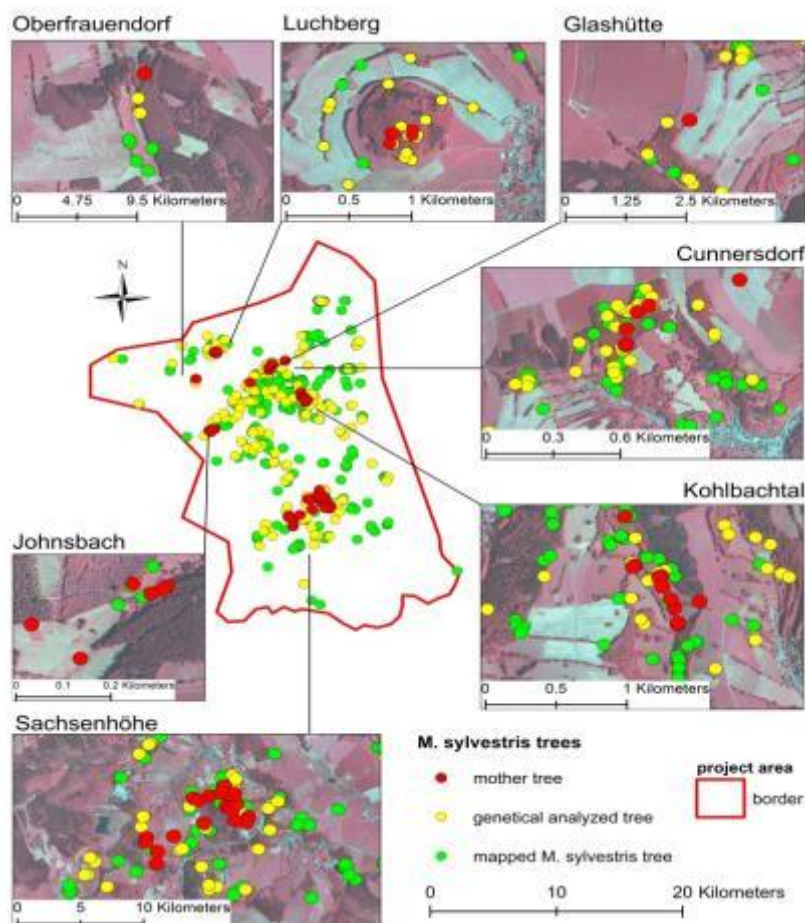 Oberfrauendorf
Luchberg
Glashütte
0 4.75 9.5 Kilometers
0 0.5 1 Kilometers
0 1.25 2.5 Kilometers
N
Cunnersdorf
0 0.3 0.6 Kilometers
Kohlbachtal
0 0.5 1 Kilometers
Johnsbach
0 0.1 0.2 Kilometers
Sachsenhöhe
0 5 10 Kilometers
M. sylvestris trees
mother tree
genetical analyzed tree
mapped M. sylvestris tree
project area
border
0 10 20 Kilometers